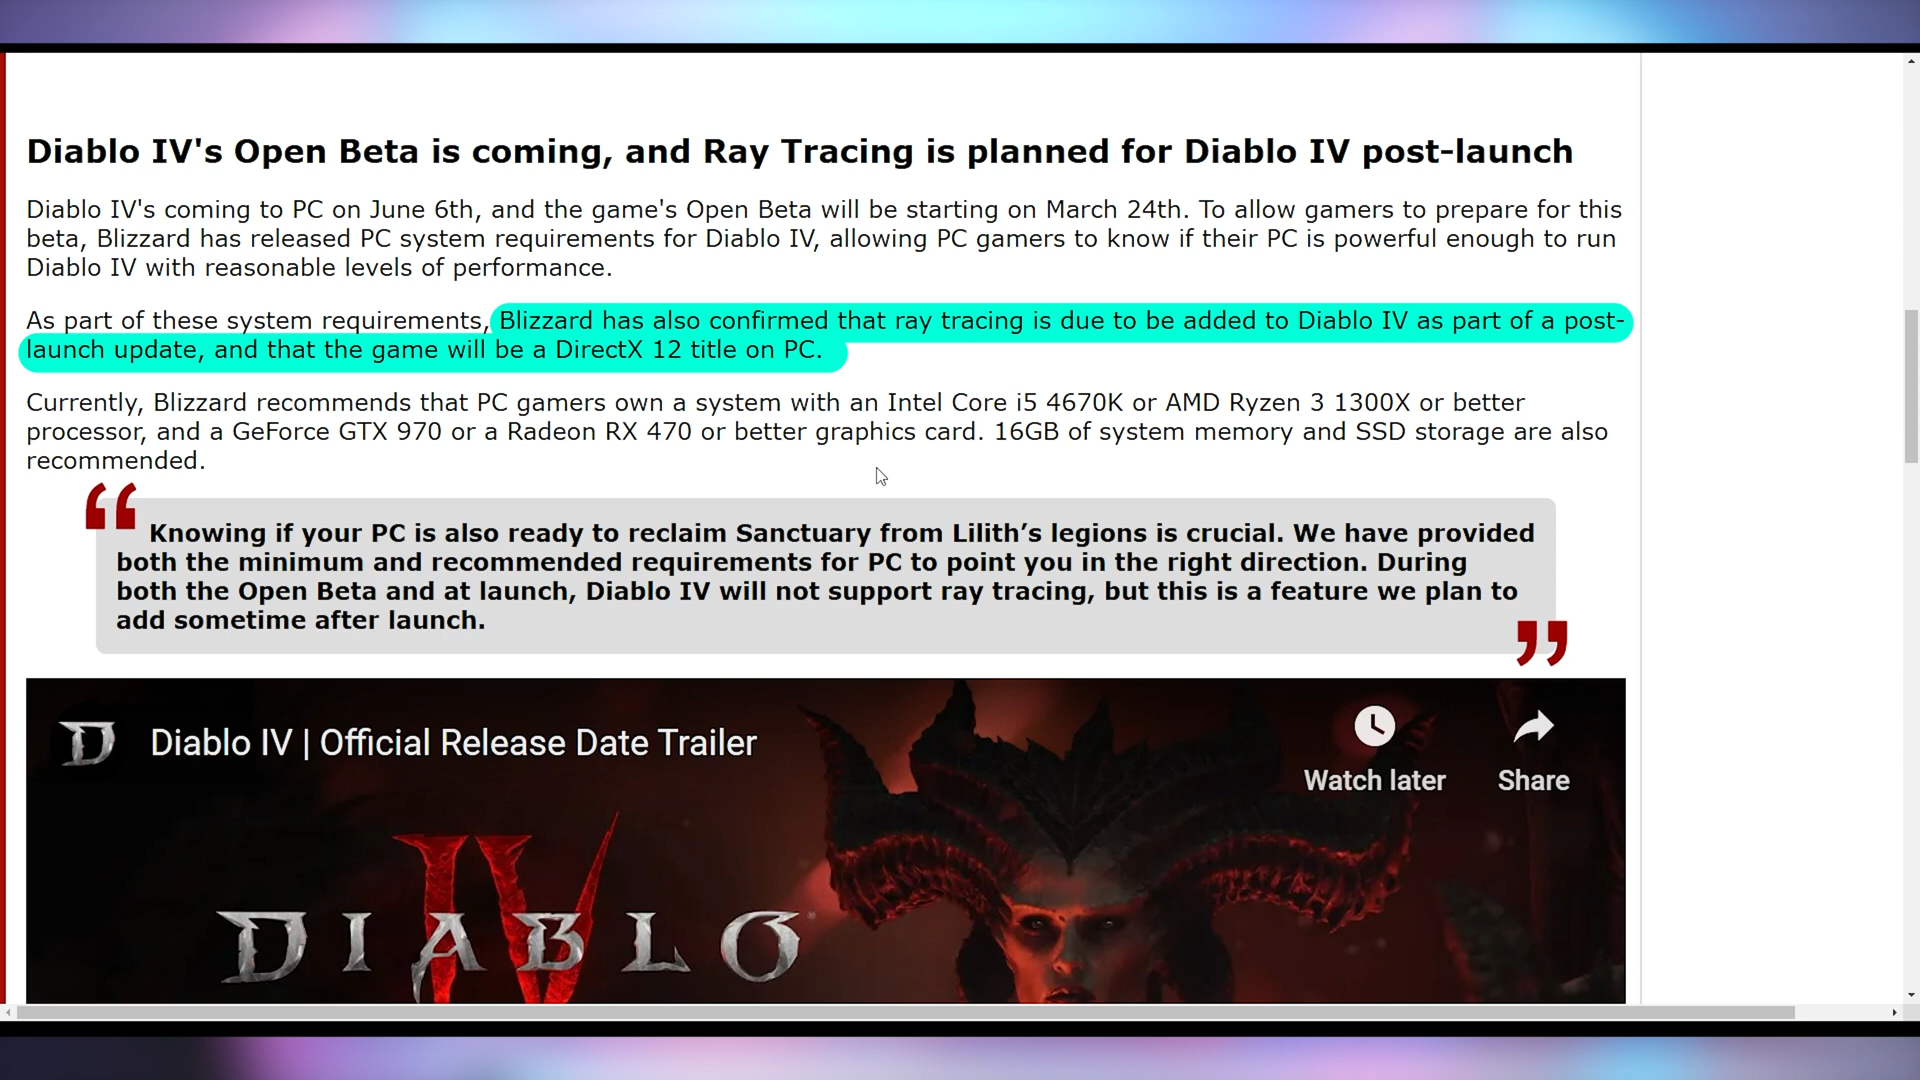 Diablo IV's Open Beta is coming, and Ray Tracing is planned for Diablo IV post-launch
Diablo IV's coming to PC on June 6th, and the game's Open Beta will be starting on March 24th. To allow gamers to prepare for this
beta, Blizzard has released PC system requirements for Diablo IV, allowing PC gamers to know if their PC is powerful enough to run
Diablo IV with reasonable levels of performance.
As part of these system requirements, Blizzard has also confirmed that ray tracing is due to be added to Diablo IV as part of a post-
launch update, and that the game will be a DirectX 12 title on PC.
Currently, Blizzard recommends that PC gamers own a system with an Intel Core i5 4670K or AMD Ryzen 3 1300X or better
processor, and a GeForce GTX 970 or a Radeon RX 470 or better graphics card. 16GB of system memory and SSD storage are also
recommended.
“ Knowing if your PC is also ready to reclaim Sanctuary from Lilith’s legions is crucial. We have provided
both the minimum and recommended requirements for PC to point you in the right direction. During
both the Open Beta and at launch, Diablo IV will not support ray tracing, but this is a feature we plan to
add sometime after launch. ”
D Diablo IV | Official Release Date Trailer
Watch later Share
IV
DIABLO®